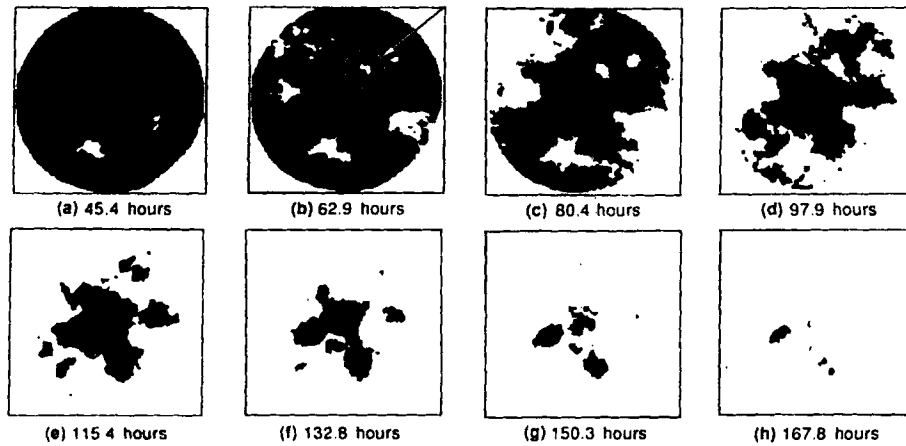 (a) 45.4 hours
(b) 62.9 hours
(c) 80.4 hours
(d) 97.9 hours
(e) 115 4 hours
(f) 132.8 hours
(g) 150.3 hours
(h) 167.8 hours